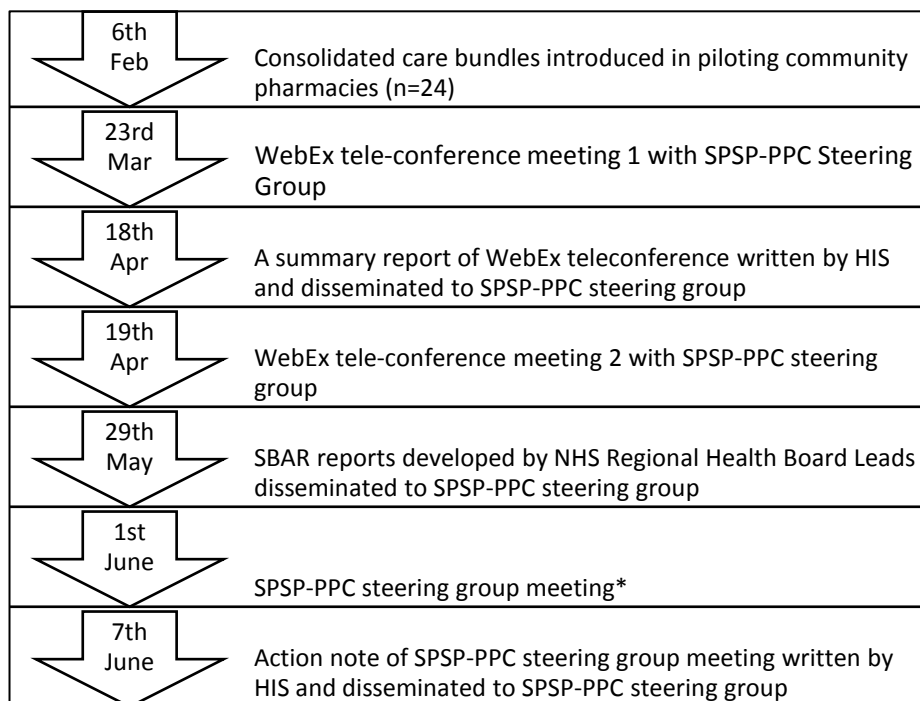 6th
Feb
Consolidated care bundles introduced in piloting community
pharmacies (n=24)
23rd
Mar
WebEx tele-conference meeting 1 with SPSP-PPC Steering
Group
18th
Apr
A summary report of WebEx teleconference written by HIS
and disseminated to SPSP-PPC steering group
19th
Apr
WebEx tele-conference meeting 2 with SPSP-PPC steering
group
29th
May
SBAR reports developed by NHS Regional Health Board Leads
disseminated to SPSP-PPC steering group
1st
June
SPSP-PPC steering group meeting*
7th
June
Action note of SPSP-PPC steering group meeting written by
HIS and disseminated to SPSP-PPC steering group